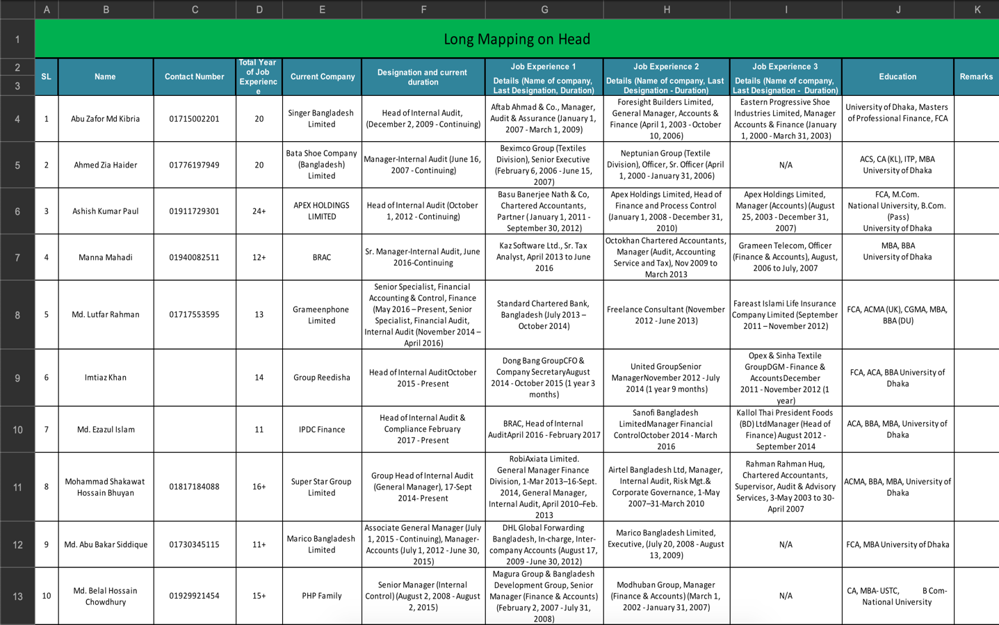 A B C D E F G H I J K
1 Long Mapping on Head
2
3
SL
Name
Contact Number
Total Year
of Job
Experienc
e
Current Company
Designation and current
duration
Job Experience 1
Details (Name of company,
Last Designation, Duration)
Job Experience 2
Details (Name of company, Last
Designation - Duration)
Job Experience 3
Details (Name of company,
Last Designation - Duration)
Education
Remarks
4
1
Abu Zafor Md Kibria
01715002201
20
Singer Bangladesh
Limited
Head of Internal Audit,
(December 2, 2009 - Continuing)
Aftab Ahmad & Co., Manager,
Audit & Assurance (January 1,
2007 - March 1, 2009)
Foresight Builders Limited,
General Manager, Accounts &
Finance (April 1, 2003 - October
10, 2006)
Eastern Progressive Shoe
Industries Limited, Manager
Accounts & Finance (January
1, 2000 - March 31, 2003)
University of Dhaka, Masters
of Professional Finance, FCA
5
2
Ahmed Zia Haider
01776197949
20
Bata Shoe Company
(Bangladesh)
Limited
Manager-Internal Audit (June 16,
2007 - Continuing)
Beximco Group (Textiles
Division), Senior Executive
(February 6, 2006 - June 15,
2007)
Neptunian Group (Textile
Division), Officer, Sr. Officer (April
1, 2000 - January 31, 2006)
N/A
ACS, CA (KL), ITP, MBA
University of Dhaka
6
3
Ashish Kumar Paul
01911729301
24+
APEX HOLDINGS
LIMITED
Head of Internal Audit (October
1, 2012 - Continuing)
Basu Banerjee Nath & Co,
Chartered Accountants,
Partner ( January 1, 2011 -
September 30, 2012)
Apex Holdings Limited, Head of
Finance and Process Control
(January 1, 2008 - December 31,
2010)
Apex Holdings Limited,
Manager (Accounts) (August
25, 2003 - December 31,
2007)
FCA, M.Com.
National University, B.Com.
(Pass)
University of Dhaka
7
4
Manna Mahadi
01940082511
12+
BRAC
Sr. Manager-Internal Audit, June
2016-Continuing
Kaz Software Ltd., Sr. Tax
Analyst, April 2013 to June
2016
Octokhan Chartered Accountants,
Manager (Audit, Accounting
Service and Tax), Nov 2009 to
March 2013
Grameen Telecom, Officer
(Finance & Accounts), August,
2006 to July, 2007
MBA, BBA
University of Dhaka
8
5
Md. Lutfar Rahman
01717553595
13
Grameenphone
Limited
Senior Specialist, Financial
Accounting & Control, Finance
(May 2016 – Present, Senior
Specialist, Financial Audit,
Internal Audit (November 2014 –
April 2016)
Standard Chartered Bank,
Bangladesh (July 2013 –
October 2014)
Freelance Consultant (November
2012 - June 2013)
Fareast Islami Life Insurance
Company Limited (September
2011 – November 2012)
FCA, ACMA (UK), CGMA, MBA,
BBA (DU)
9
6
Imtiaz Khan
14
Group Reedisha
Head of Internal AuditOctober
2015 - Present
Dong Bang GroupCFO &
Company SecretaryAugust
2014 - October 2015 (1 year 3
months)
United GroupSenior
ManagerNovember 2012 - July
2014 (1 year 9 months)
Opex & Sinha Textile
GroupDGM - Finance &
AccountsDecember
2011 - November 2012 (1
year)
FCA, ACA, BBA University of
Dhaka
10
7
Md. Ezazul Islam
11
IPDC Finance
Head of Internal Audit &
Compliance February
2017 - Present
BRAC, Head of Internal
AuditApril 2016 - February 2017
Sanofi Bangladesh
LimitedManager Financial
ControlOctober 2014 - March
2016
Kallol Thai President Foods
(BD) LtdManager (Head of
Finance) August 2012 -
September 2014
ACA, BBA, MBA, University of
Dhaka
11
8
Mohammad Shakawat
Hossain Bhuyan
01817184088
16+
Super Star Group
Limited
Group Head of Internal Audit
(General Manager), 17-Sept
2014- Present
RobiAxiata Limited.
General Manager Finance
Division, 1-Mar 2013–16-Sept.
2014, General Manager,
Internal Audit, April 2010–Feb.
2013
Airtel Bangladesh Ltd, Manager,
Internal Audit, Risk Mgt.&
Corporate Governance, 1-May
2007–31-March 2010
Rahman Rahman Huq,
Chartered Accountants,
Supervisor, Audit & Advisory
Services, 3-May 2003 to 30-
April 2007
ACMA, BBA, MBA, University of
Dhaka
12
9
Md. Abu Bakar Siddique
01730345115
11+
Marico Bangladesh
Limited
Associate General Manager (July
1, 2015 - Continuing), Manager-
Accounts (July 1, 2012 - June 30,
2015)
DHL Global Forwarding
Bangladesh, In-charge, Inter-
company Accounts (August 17,
2009 - June 30, 2012)
Marico Bangladesh Limited,
Executive, (July 20, 2008 - August
13, 2009)
N/A
FCA, MBA University of Dhaka
13
10
Md. Belal Hossain
Chowdhury
01929921454
15+
PHP Family
Senior Manager (Internal
Control) (August 2, 2008 - August
2, 2015)
Magura Group & Bangladesh
Development Group, Senior
Manager (Finance & Accounts)
(February 2, 2007 - July 31,
2008)
Modhuban Group, Manager
(Finance & Accounts) (March 1,
2002 - January 31, 2007)
N/A
CA, MBA- USTC, B Com-
National University